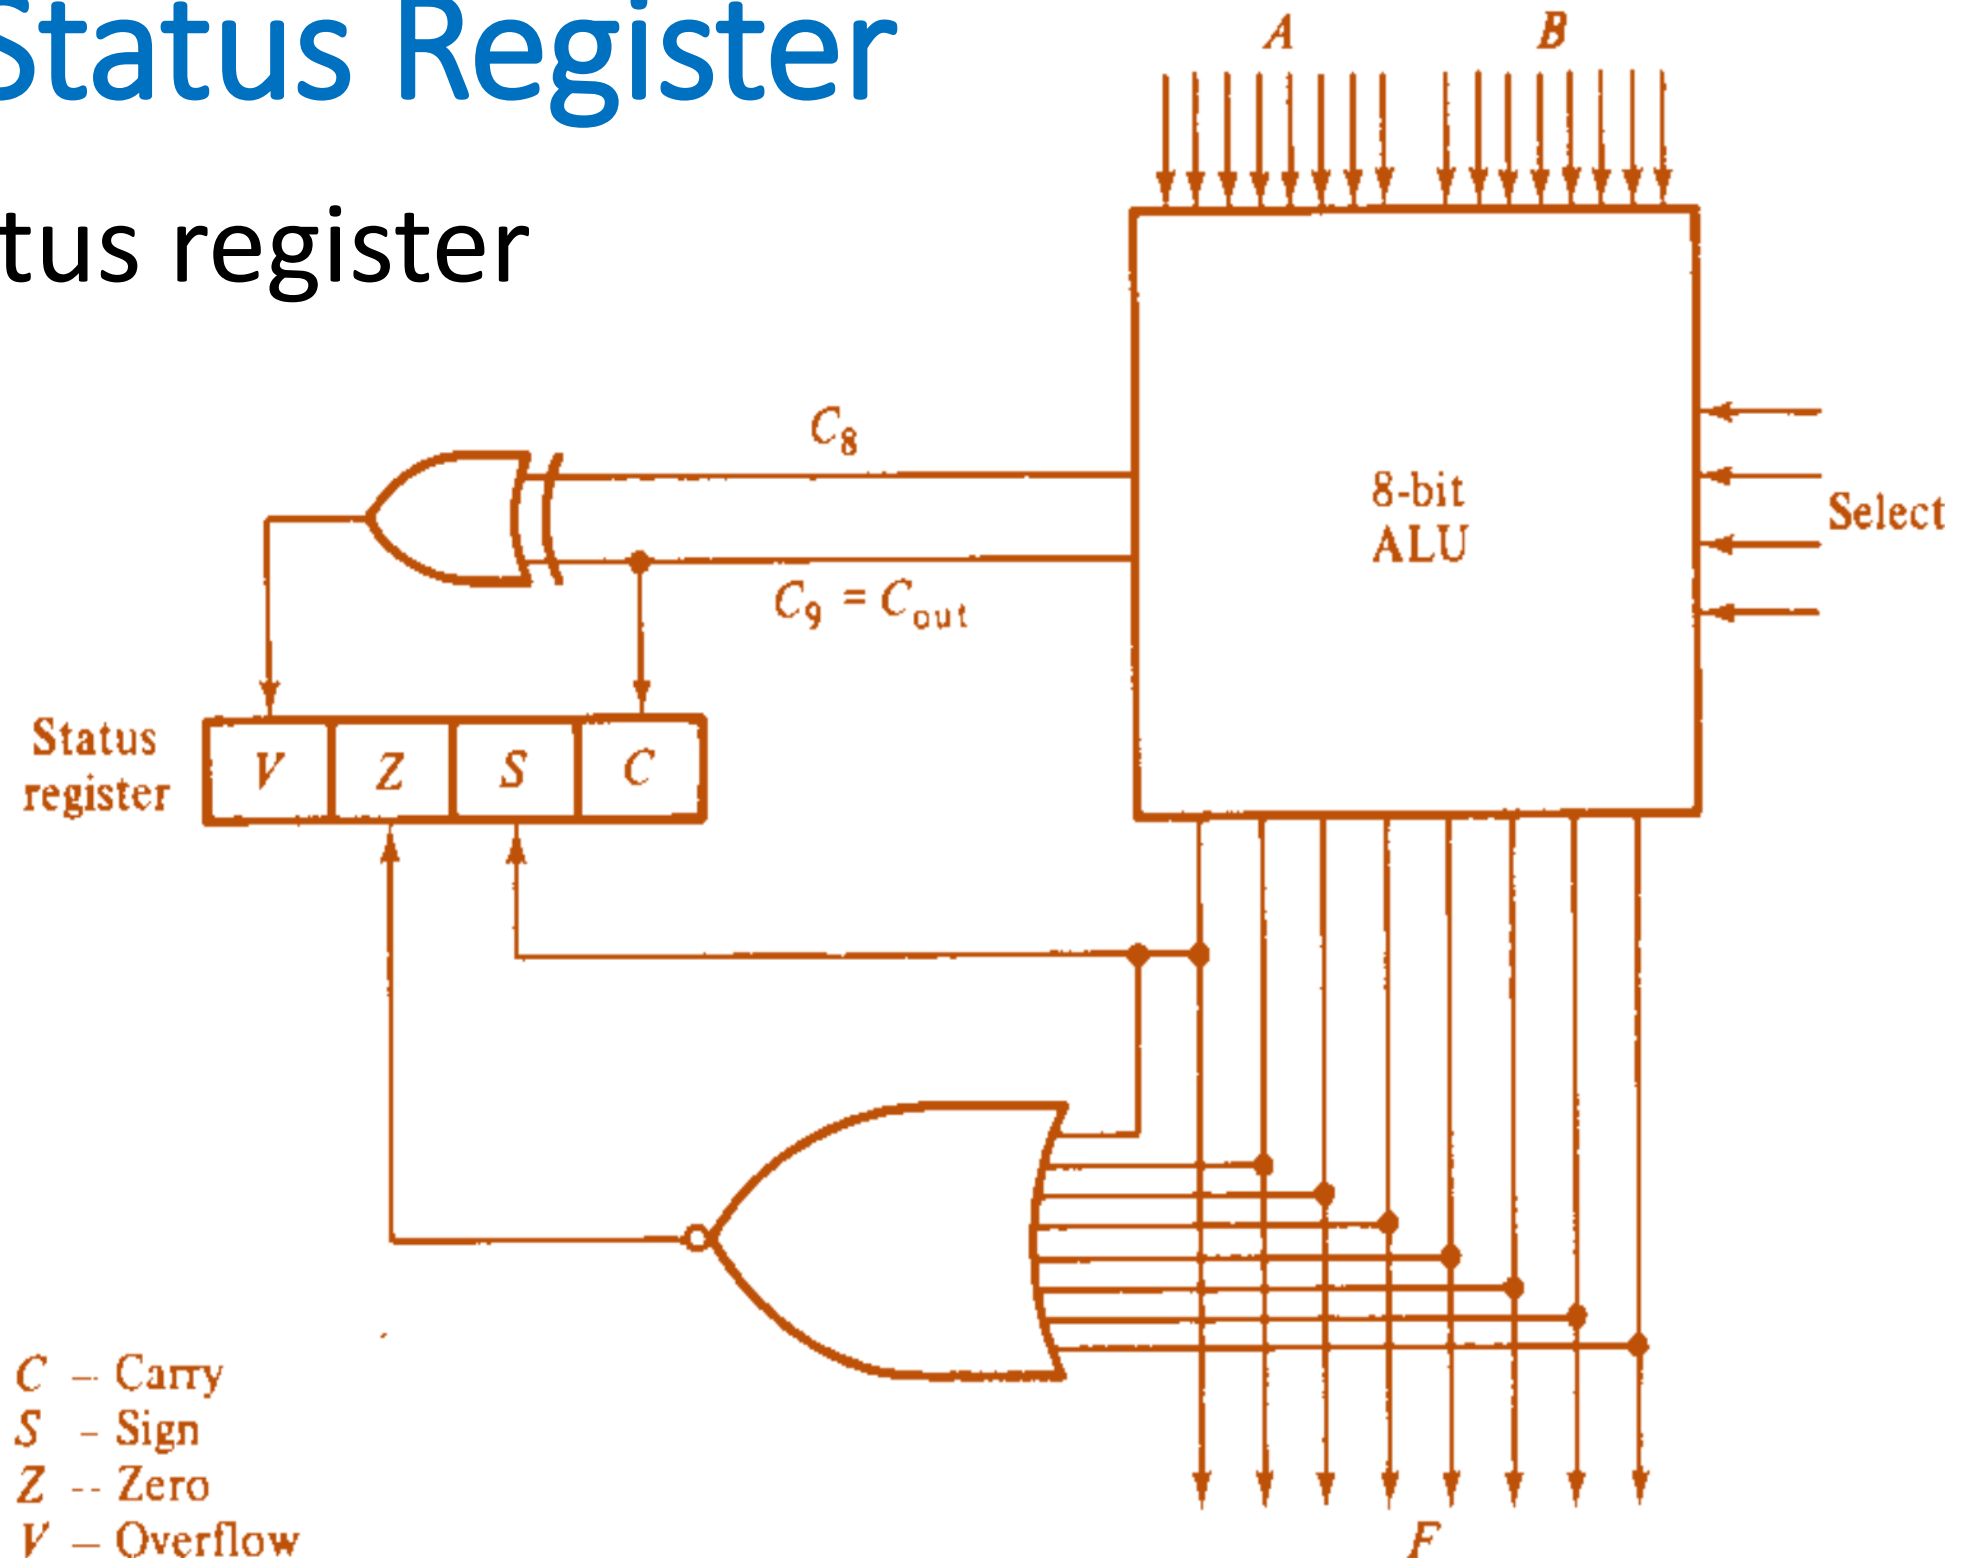 Status Register
tus register
A
B
C8
8-bit
ALU
Select
C9 = Cout
Status
register
V Z S C
C – Carry
S – Sign
Z -- Zero
V – Overflow
F